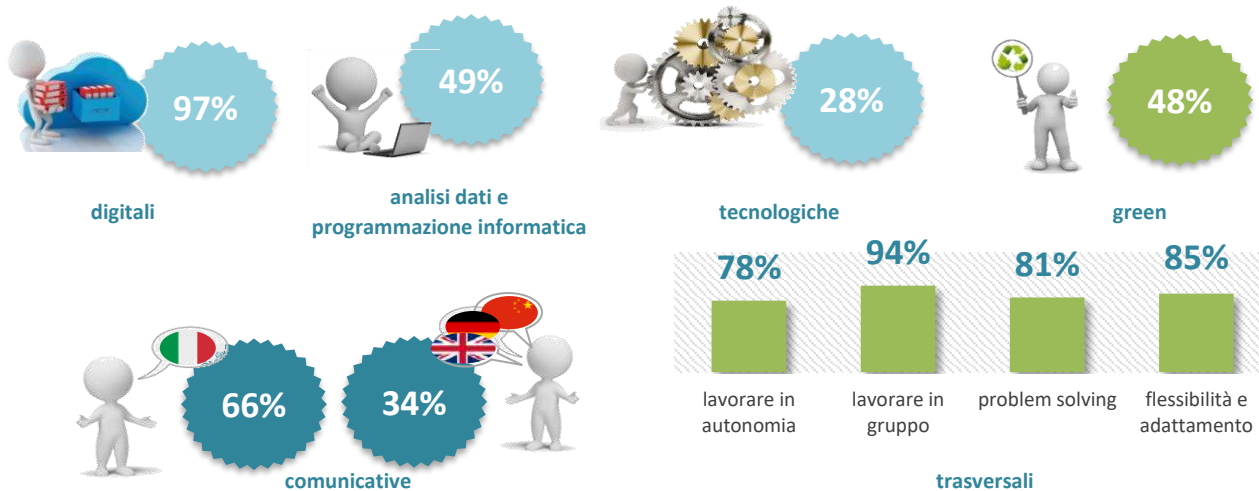 97%
49%
28%
48%
digitali
analisi dati e
programmazione informatica
tecnologiche
green
78%
94%
81%
85%
66%
34%
lavorare in
autonomia
lavorare in
gruppo
problem solving
flessibilità e
adattamento
comunicative
trasversali